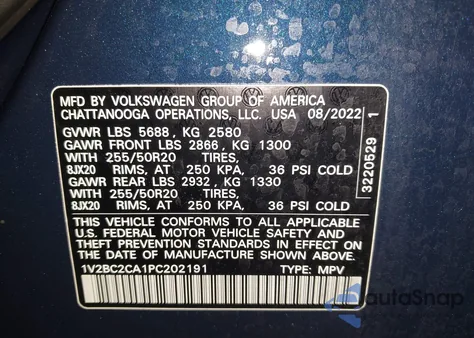 MFD BY VOLKSWAGEN GROUP OF AMERICA
CHATTANOOGA OPERATIONS, LLC. USA 08/2022
GVWR LBS 5688 , KG 2580
GAWR FRONT LBS 2866 , KG 1300
WITH 255/50R20 TIRES,
8JX20 RIMS, AT 250 KPA, 36 PSI COLD
GAWR REAR LBS 2932 , KG 1330
WITH 255/50R20 TIRES,
8JX20 RIMS, AT 250 KPA, 36 PSI COLD
THIS VEHICLE CONFORMS TO ALL APPLICABLE
U.S. FEDERAL MOTOR VEHICLE SAFETY AND
THEFT PREVENTION STANDARDS IN EFFECT ON
THE DATE OF MANUFACTURE SHOWN ABOVE.
1V2BC2CA1PC202191 TYPE: MPV
3220529 1
autoSnap